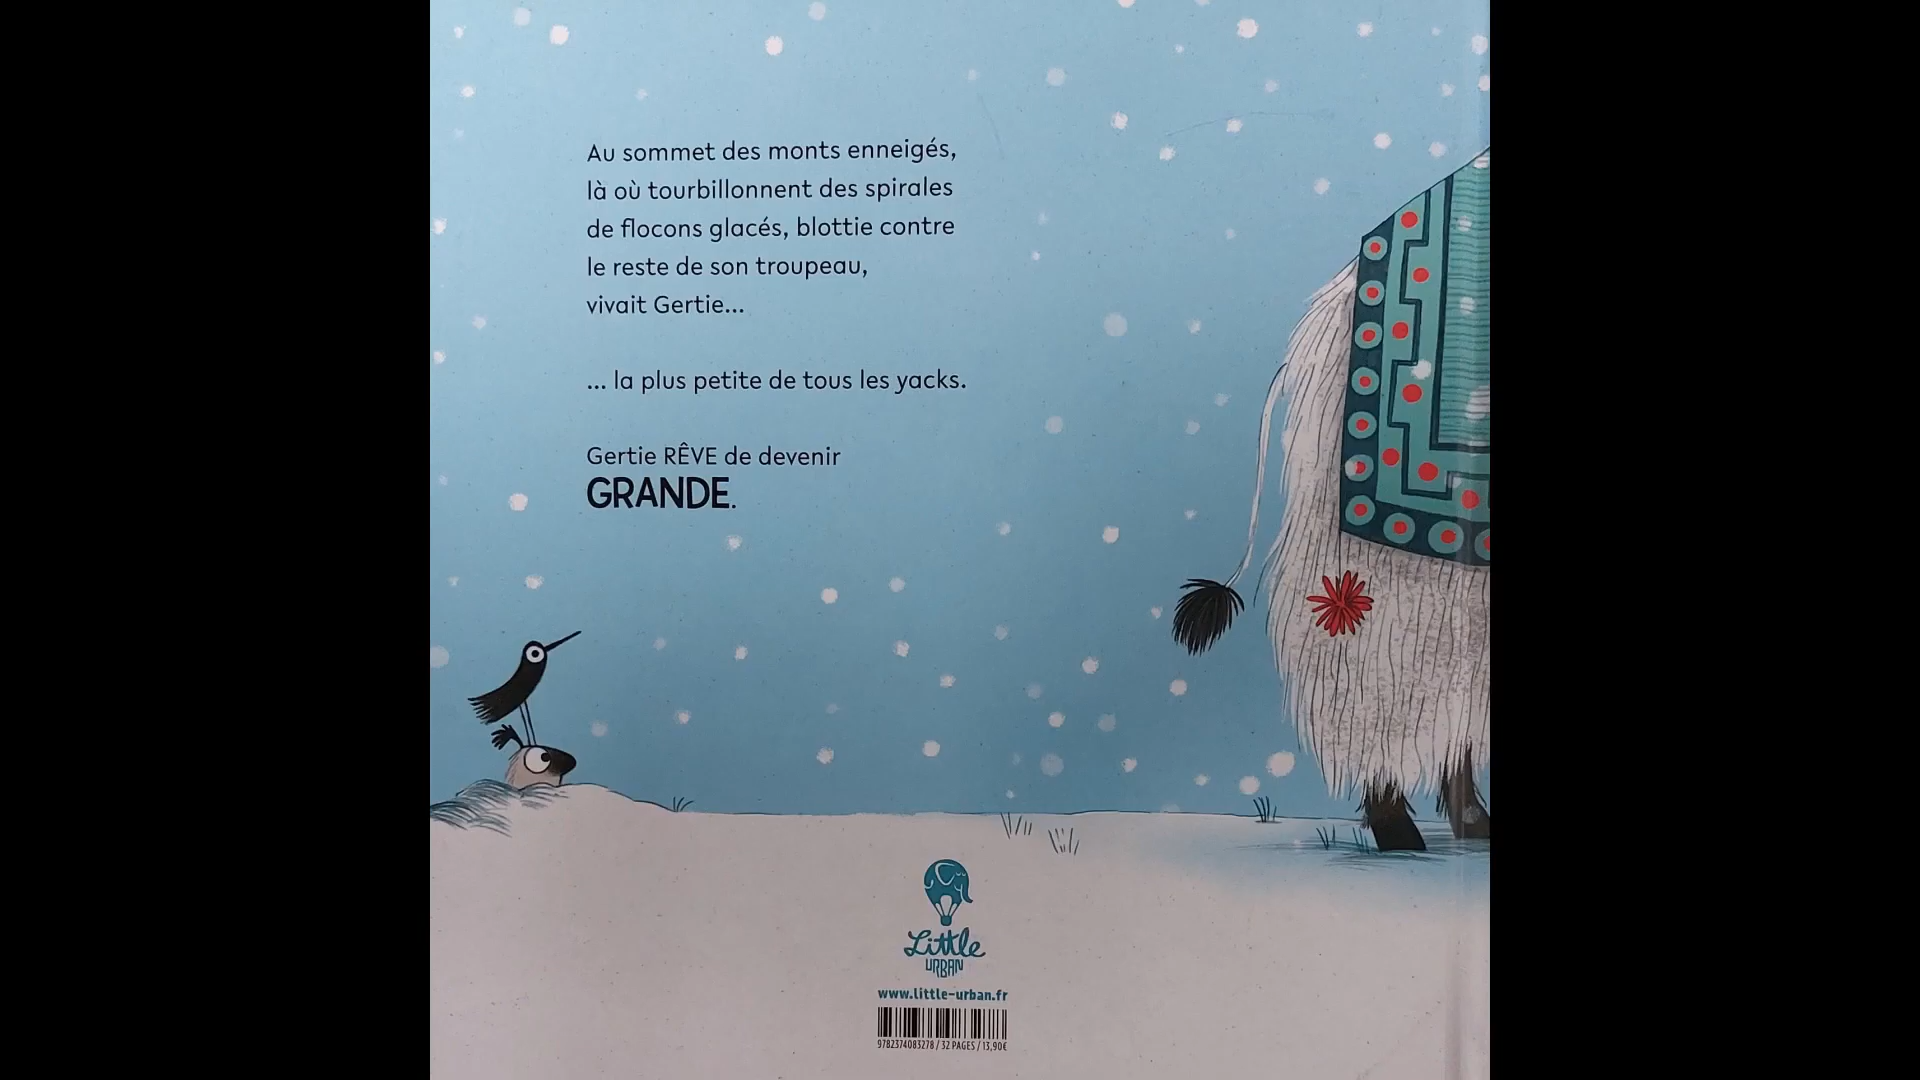 Au sommet des monts enneigés,
là où tourbillonnent des spirales
de flocons glacés, blottie contre
le reste de son troupeau,
vivait Gertie...
... la plus petite de tous les yacks.
Gertie RÊVE de devenir
GRANDE.
Little
URBAN
www.little-urban.fr
9782374083278 / 32 PAGES / 13,90€